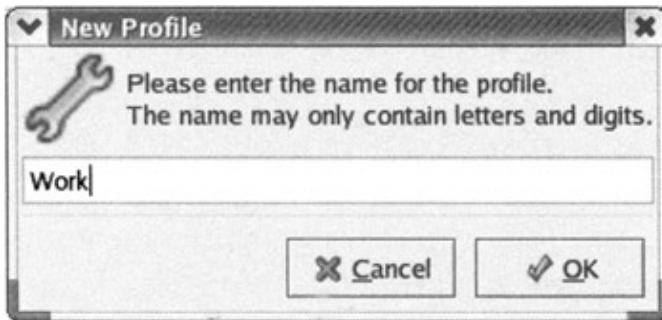 New Profile
Please enter the name for the profile.
The name may only contain letters and digits.
Work
Cancel
OK